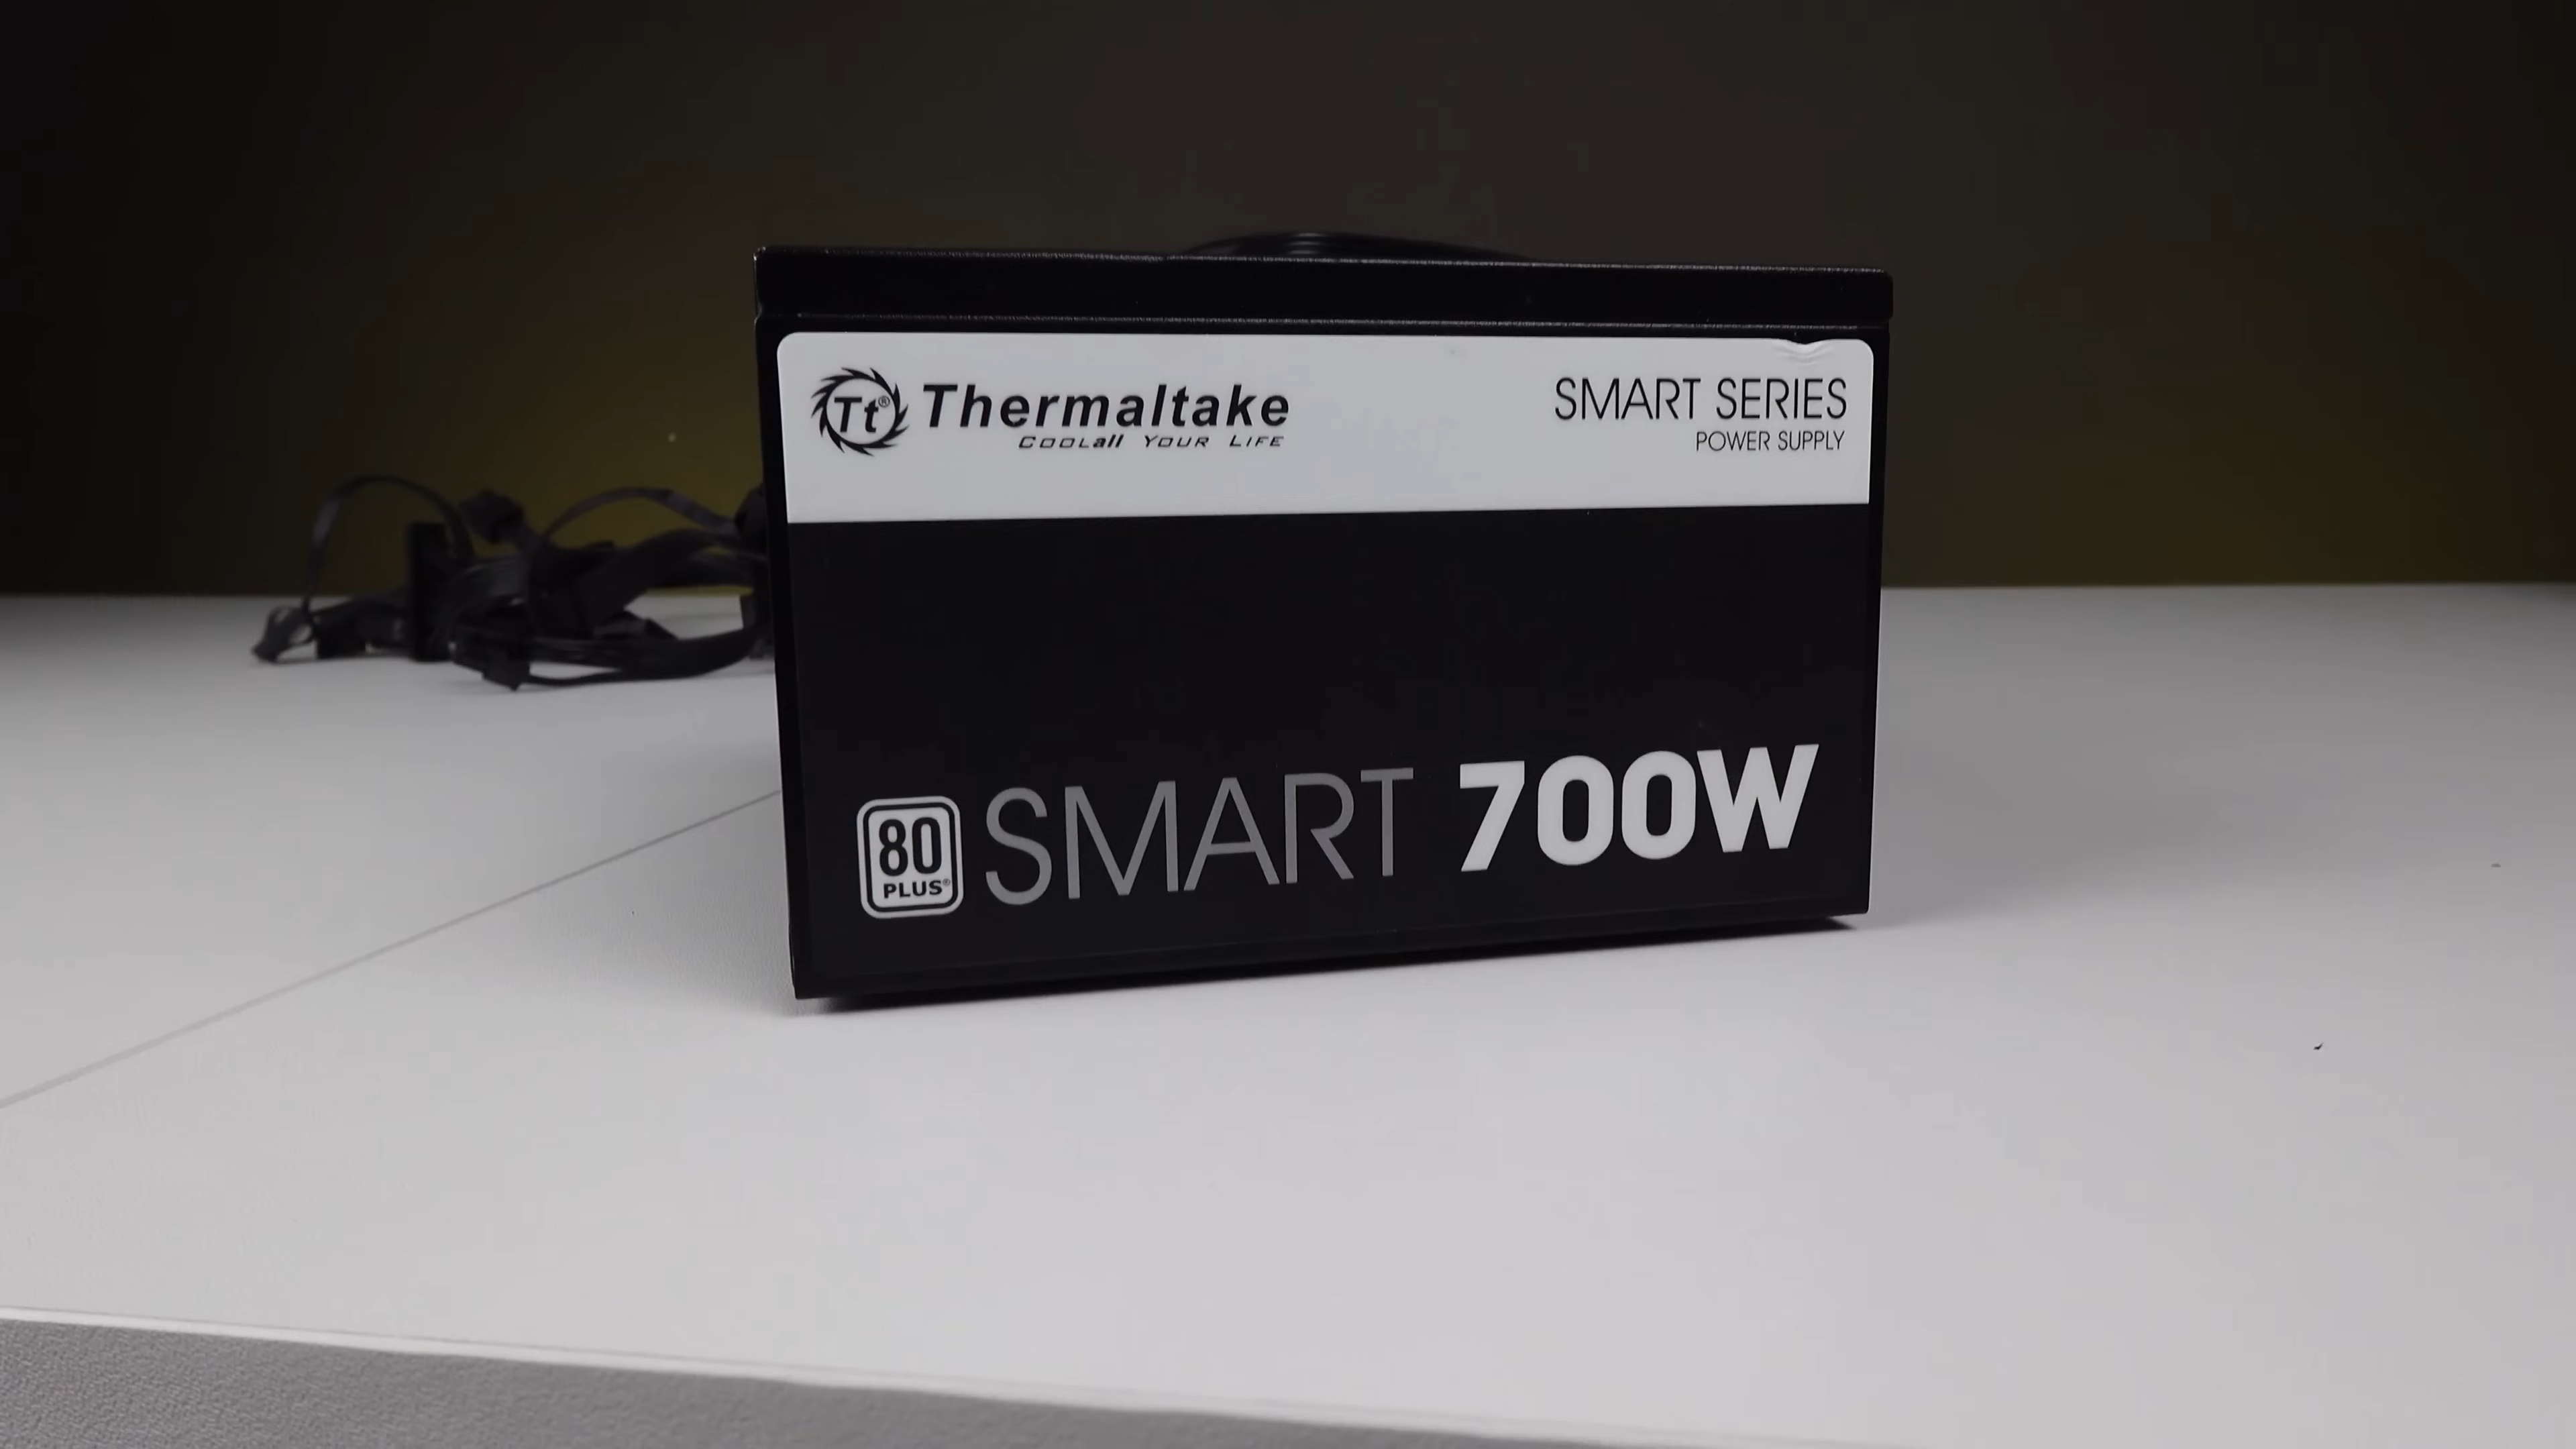 Tt® Thermaltake
COOLall YOUR LIFE
SMART SERIES
POWER SUPPLY
80 PLUS®
SMART 700W